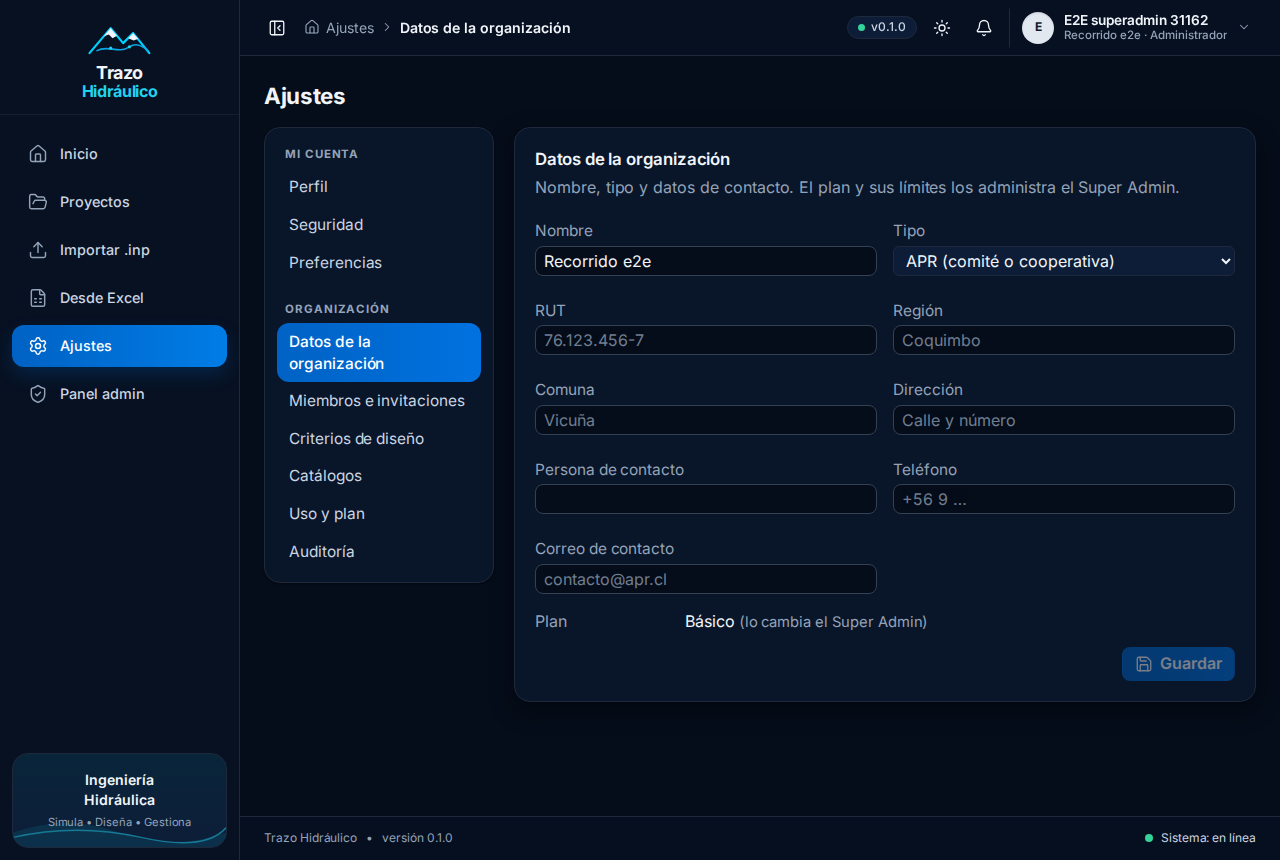 Trazo
Hidráulico
Inicio
Proyectos
Importar .inp
Desde Excel
Ajustes
Panel admin
Ingeniería
Hidráulica
Simula • Diseña • Gestiona
Ajustes > Datos de la organización
v0.1.0
E
E2E superadmin 31162
Recorrido e2e · Administrador
Ajustes
MI CUENTA
Perfil
Seguridad
Preferencias
ORGANIZACIÓN
Datos de la
organización
Miembros e invitaciones
Criterios de diseño
Catálogos
Uso y plan
Auditoría
Datos de la organización
Nombre, tipo y datos de contacto. El plan y sus límites los administra el Super Admin.
Nombre
Recorrido e2e
Tipo
APR (comité o cooperativa)
RUT
76.123.456-7
Región
Coquimbo
Comuna
Vicuña
Dirección
Calle y número
Persona de contacto
Teléfono
+56 9 ...
Correo de contacto
contacto@apr.cl
Plan
Básico (lo cambia el Super Admin)
Guardar
Trazo Hidráulico • versión 0.1.0
Sistema: en línea